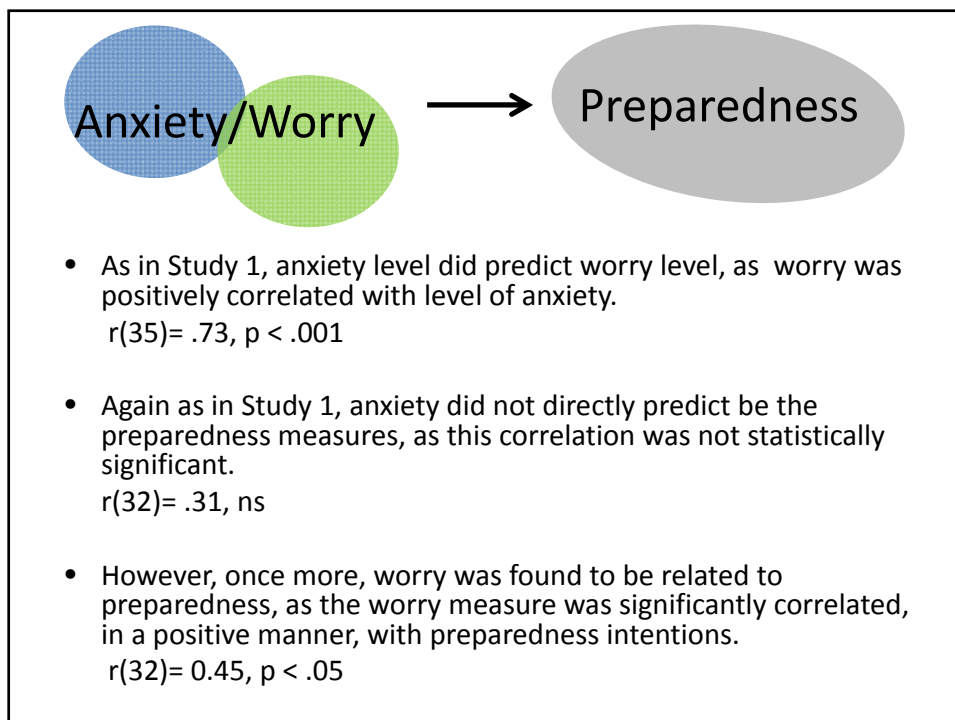 Anxiety/Worry
Preparedness
• As in Study 1, anxiety level did predict worry level, as  worry was
positively correlated with level of anxiety.
r(35)= .73, p < .001
• Again as in Study 1, anxiety did not directly predict be the
preparedness measures, as this correlation was not statistically
significant.
r(32)= .31, ns
• However, once more, worry was found to be related to
preparedness, as the worry measure was significantly correlated,
in a positive manner, with preparedness intentions.
r(32)= 0.45, p < .05